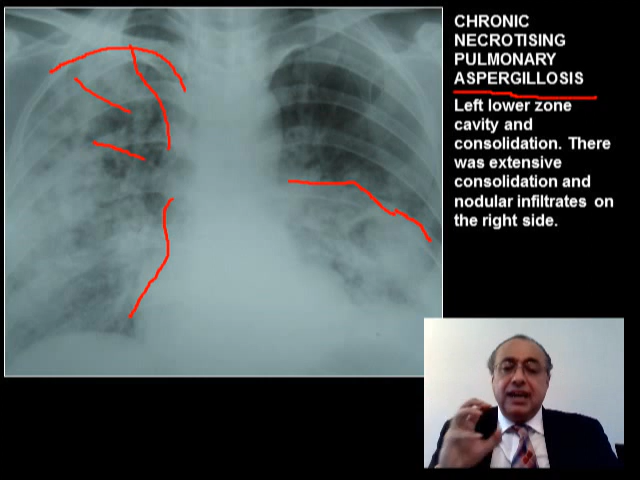 CHRONIC
NECROTISING
PULMONARY
ASPERGILLOSIS
Left lower zone
cavity and
consolidation. There
was extensive
consolidation and
nodular infiltrates on
the right side.